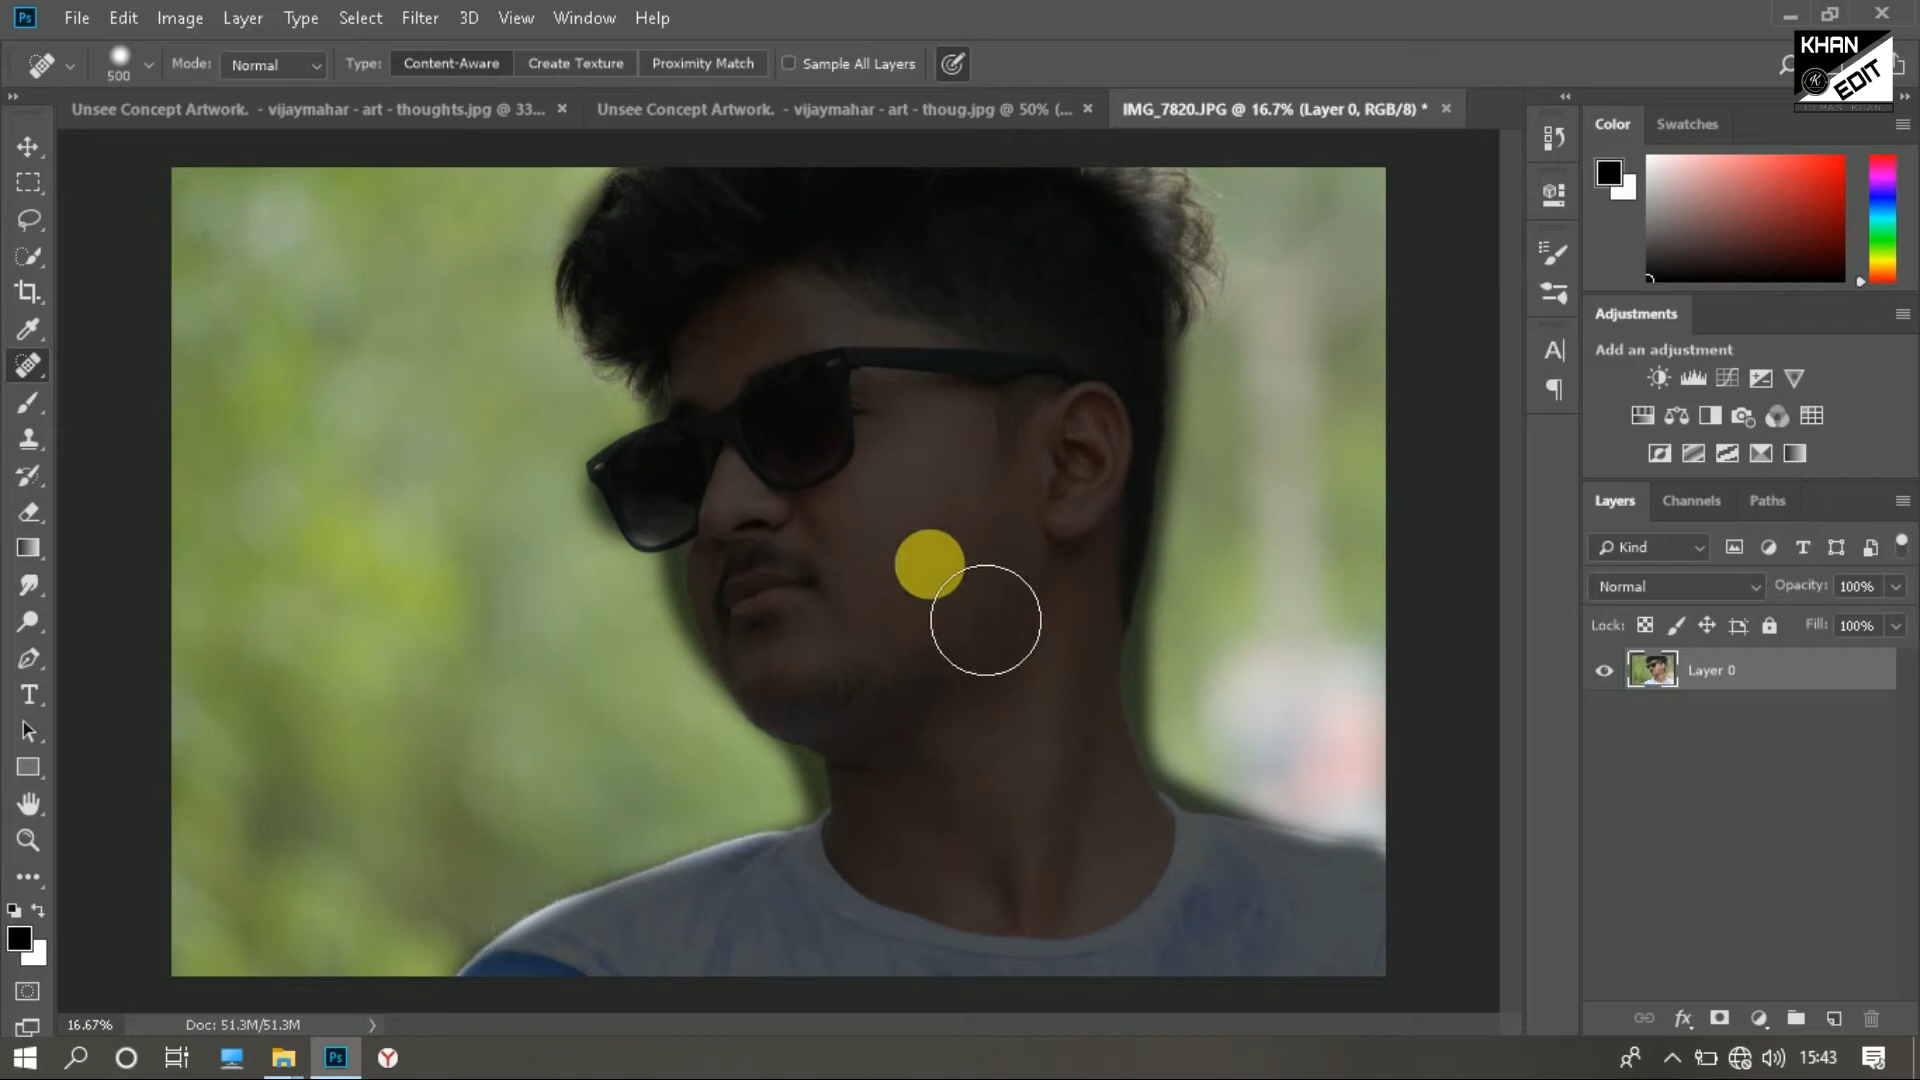 Ps File Edit Image Layer Type Select Filter 3D View Window Help
KHAN
EDIT
USMAN KHAN
500 Mode: Normal Type: Content-Aware Create Texture Proximity Match Sample All Layers
Unsee Concept Artwork. - vijaymahar - art - thoughts.jpg @ 33...
Unsee Concept Artwork. - vijaymahar - art - thoug.jpg @ 50% (...
IMG_7820.JPG @ 16.7% (Layer 0, RGB/8) *
Color Swatches
Adjustments
Add an adjustment
Layers Channels Paths
Kind
Normal Opacity: 100%
Lock: Fill: 100%
Layer 0
16.67% Doc: 51.3M/51.3M
Ps 15:43